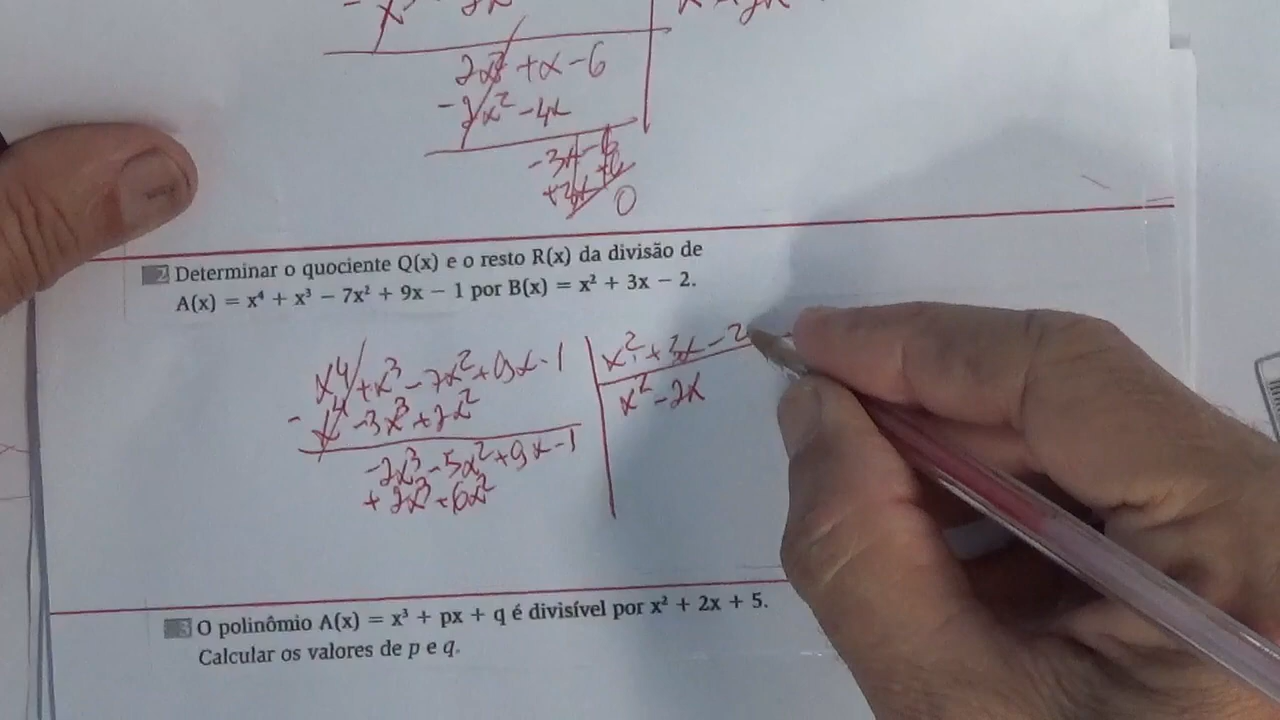 2x² + x - 6
- 2x² - 4x
-3x - 6
+3x + 6
0
2 Determinar o quociente Q(x) e o resto R(x) da divisão de
A(x) = x⁴ + x³ − 7x² + 9x − 1 por B(x) = x² + 3x − 2.
x⁴ + x³ - 7x² + 9x - 1 x² + 3x - 2
- x⁴ - 3x³ + 2x² x² - 2x
-2x³ - 5x² + 9x - 1
+ 2x³ + 6x²
3 O polinômio A(x) = x³ + px + q é divisível por x² + 2x + 5.
Calcular os valores de p e q.